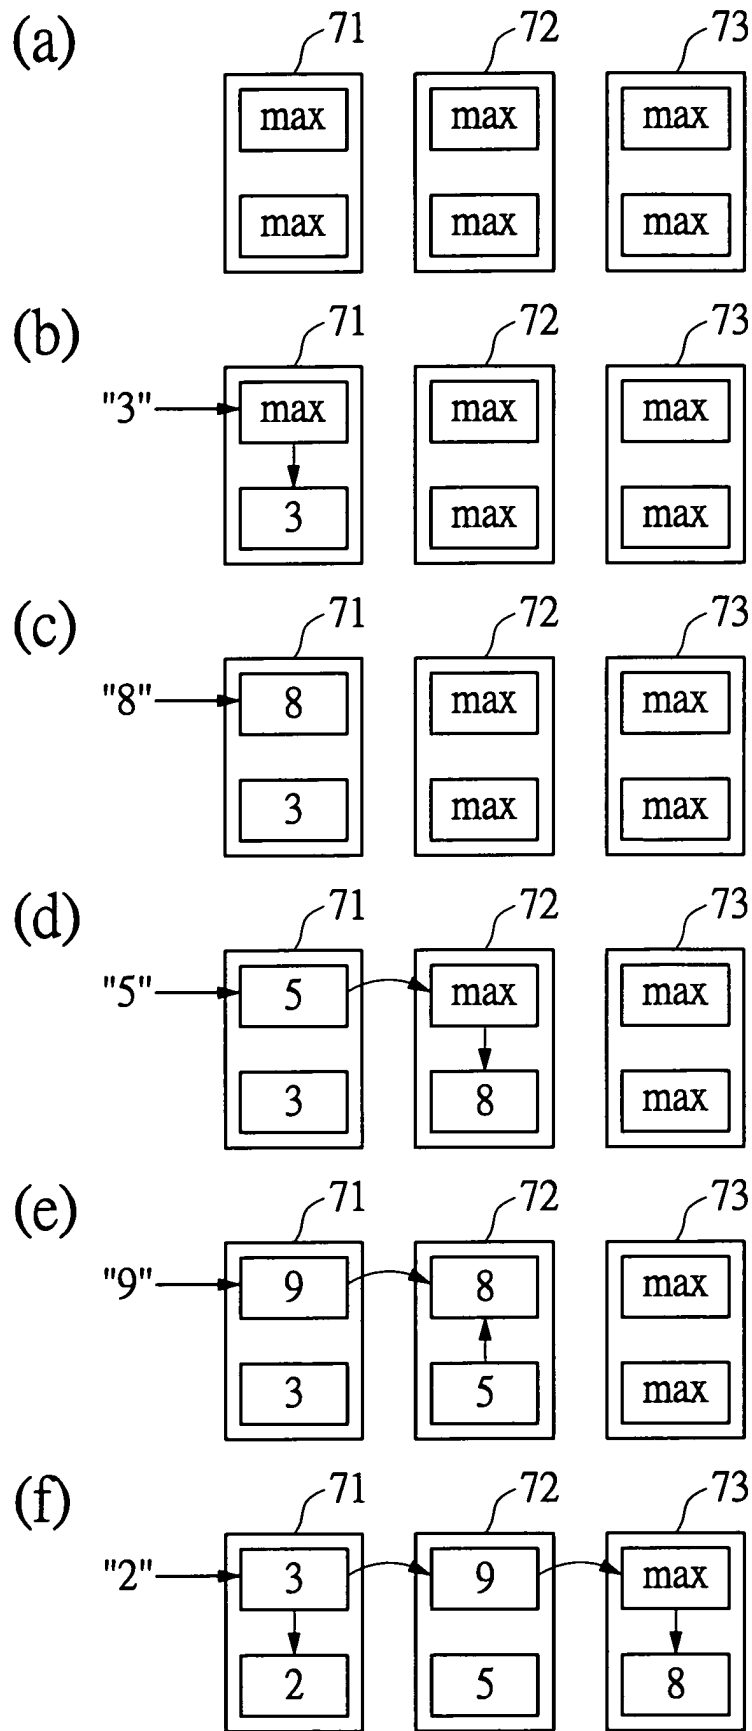 (a) 71 72 73
max max max
max max max
(b) 71 72 73
"3" max max max
3 max max
(c) 71 72 73
"8" 8 max max
3 max max
(d) 71 72 73
"5" 5 max max
3 8 max
(e) 71 72 73
"9" 9 8 max
3 5 max
(f) 71 72 73
"2" 3 9 max
2 5 8